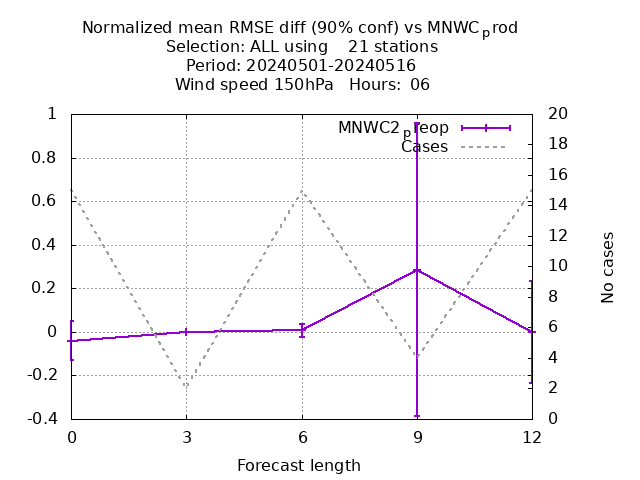 Normalized mean RMSE diff (90% conf) vs MNWCprod
Selection: ALL using 21 stations
Period: 20240501-20240516
Wind speed 150hPa Hours: 06
MNWC2preop
Cases
1
0.8
0.6
0.4
0.2
0
-0.2
-0.4
20
18
16
14
12
10
8
6
4
2
0
No cases
0 3 6 9 12
Forecast length